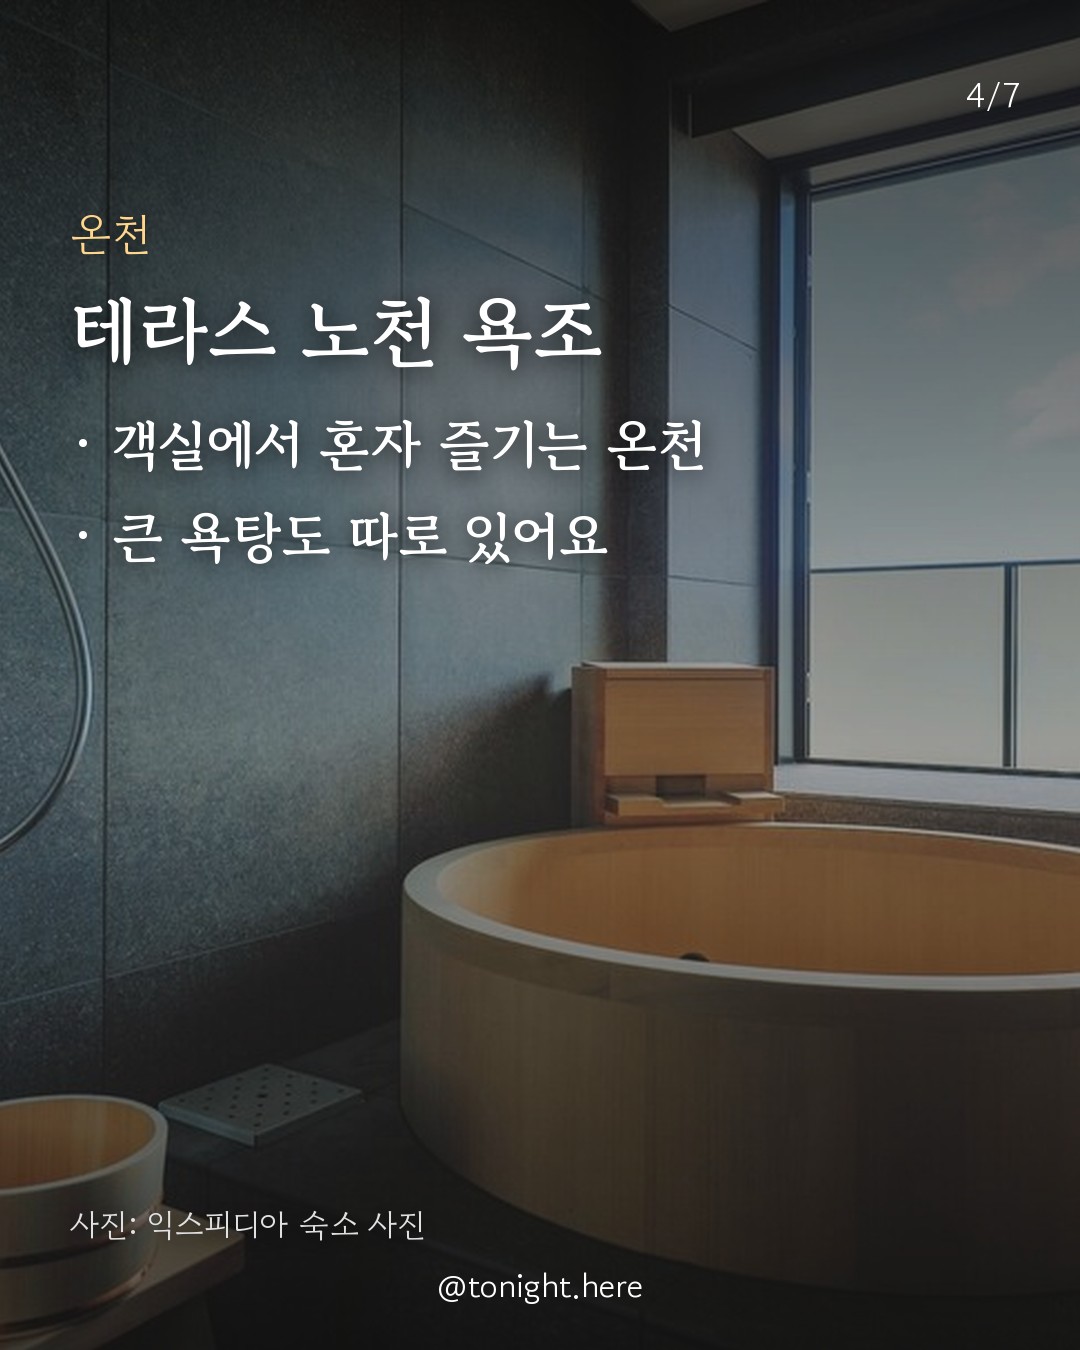 4/7
온천
테라스 노천 욕조
· 객실에서 혼자 즐기는 온천
· 큰 욕탕도 따로 있어요
사진: 익스피디아 숙소 사진
@tonight.here